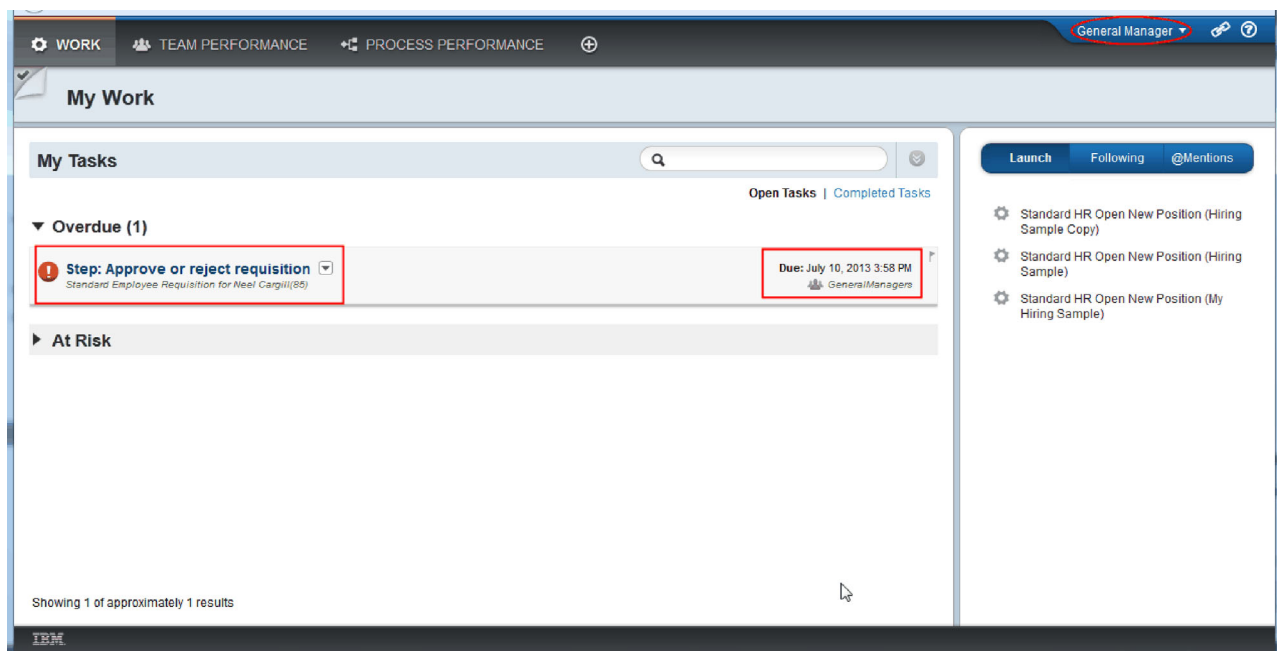 WORK TEAM PERFORMANCE PROCESS PERFORMANCE
General Manager
My Work
My Tasks
Open Tasks | Completed Tasks
Overdue (1)
Step: Approve or reject requisition
Standard Employee Requisition for Neel Cargill(85)
Due: July 10, 2013 3:58 PM
GeneralManagers
At Risk
Showing 1 of approximately 1 results
Launch Following @Mentions
Standard HR Open New Position (Hiring
Sample Copy)
Standard HR Open New Position (Hiring
Sample)
Standard HR Open New Position (My
Hiring Sample)
IBM.